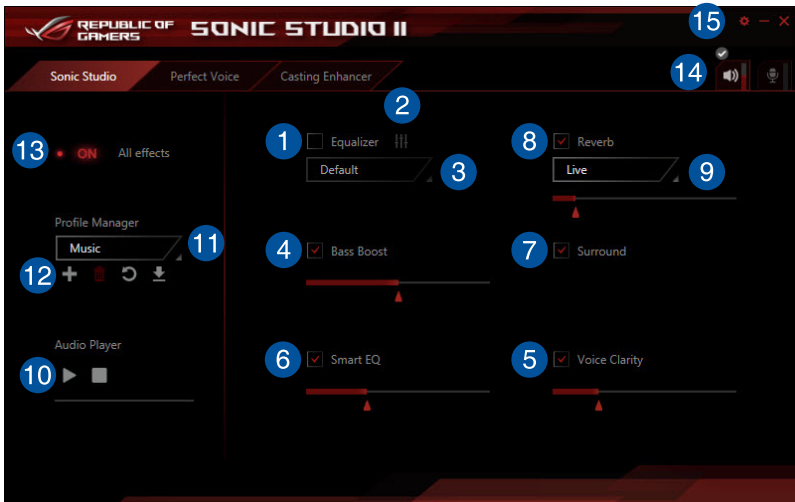 REPUBLIC OF
GAMERS
SONIC STUDIO II
15
Sonic Studio
Perfect Voice
Casting Enhancer
14
2
13
ON
All effects
1
Equalizer
8
Reverb
Default
3
Live
9
Profile Manager
Music
11
4
Bass Boost
7
Surround
12
Audio Player
10
6
Smart EQ
5
Voice Clarity